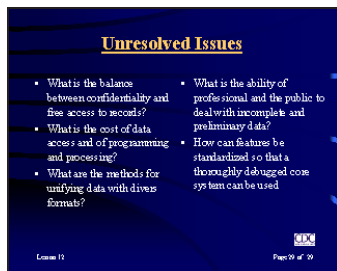 Unresolved Issues
• What is the balance
between confidentiality and
free access to records?
• What is the cost of data
access and of programming
and processing?
• What are the methods for
unifying data with divers
formats?
• What is the ability of
professional and the public to
deal with incomplete and
preliminary data?
• How can features be
standardized so that a
thoroughly debugged core
system can be used
CDC
Lesson 12
Page 29 of 29